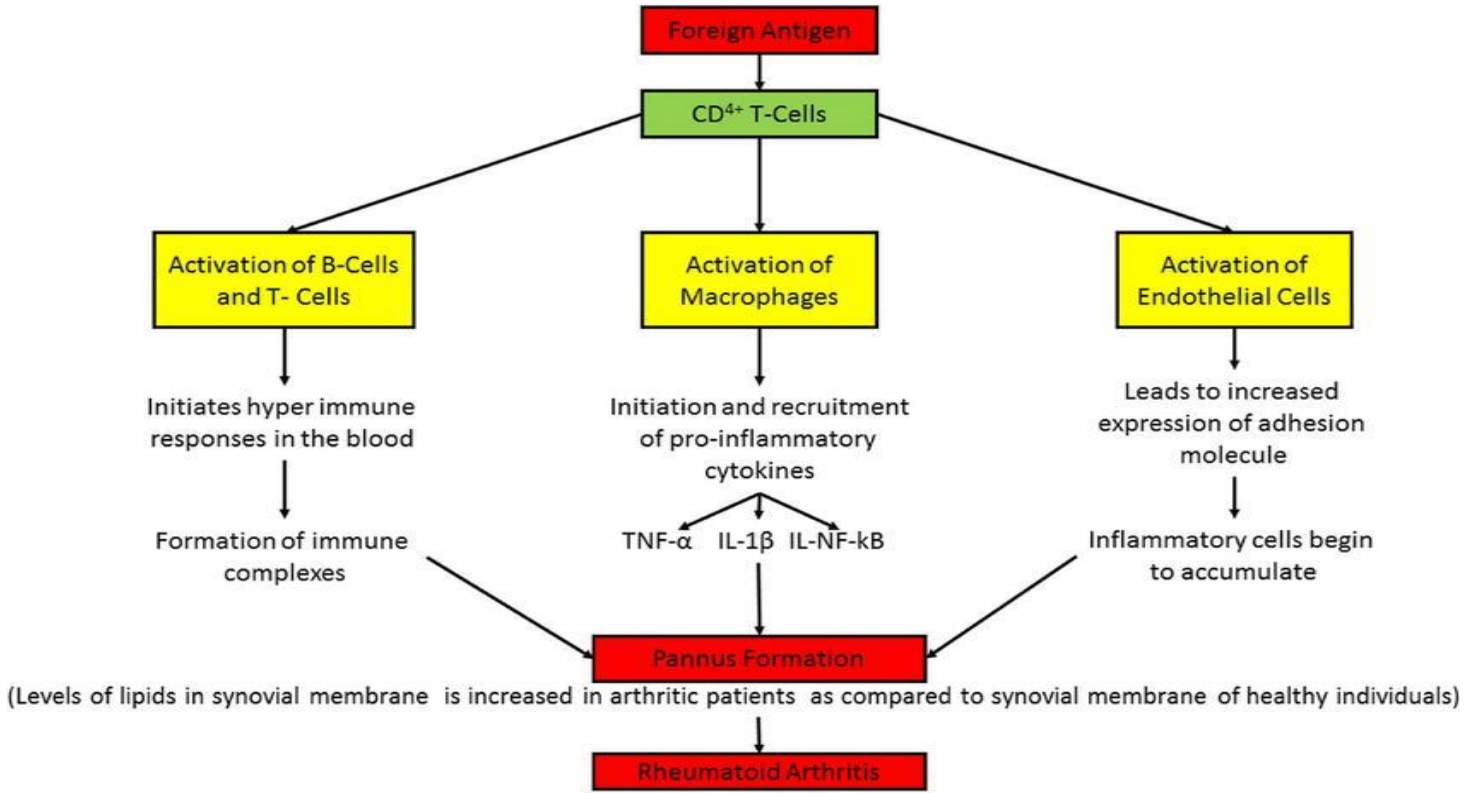 Foreign Antigen
CD⁴⁺ T-Cells
Activation of B-Cells
and T- Cells
Initiates hyper immune
responses in the blood
Formation of immune
complexes
Activation of
Macrophages
Initiation and recruitment
of pro-inflammatory
cytokines
TNF-α IL-1β IL-NF-kB
Activation of
Endothelial Cells
Leads to increased
expression of adhesion
molecule
Inflammatory cells begin
to accumulate
Pannus Formation
(Levels of lipids in synovial membrane is increased in arthritic patients as compared to synovial membrane of healthy individuals)
Rheumatoid Arthritis